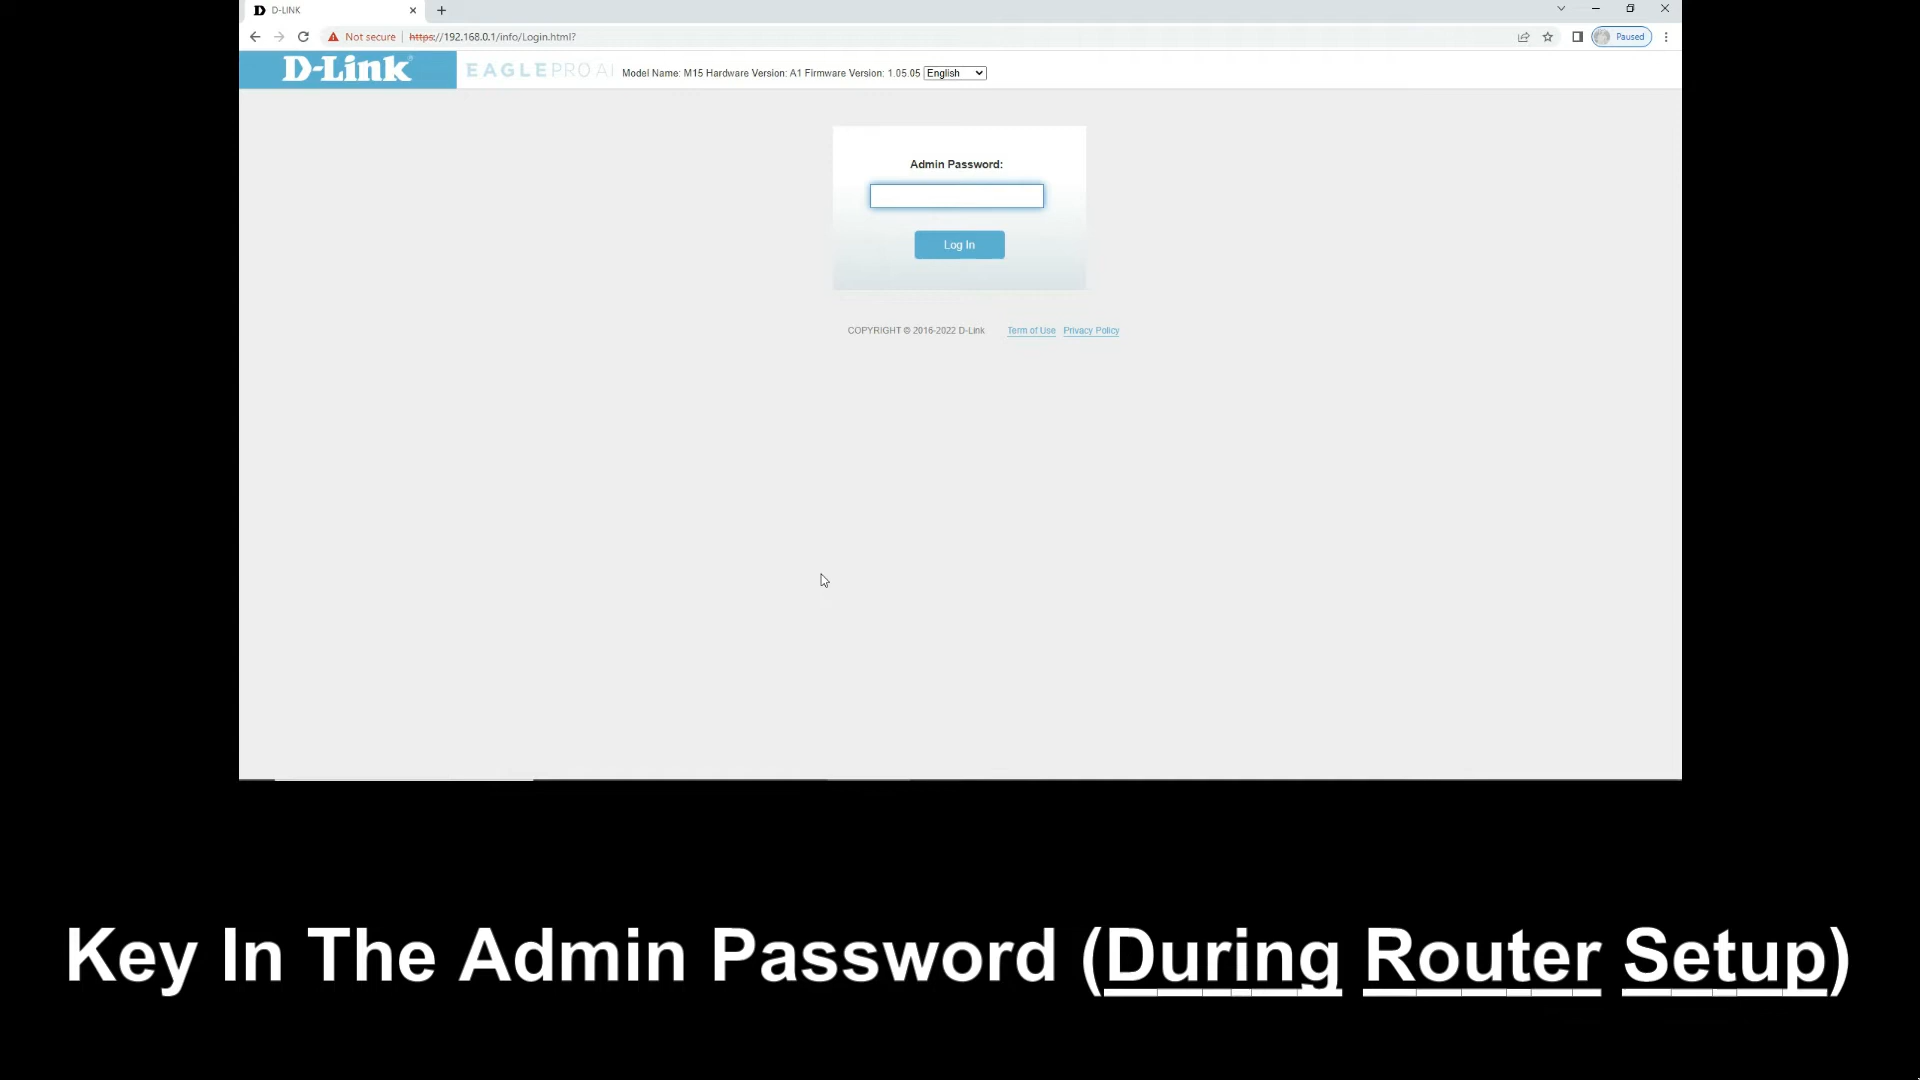 D D-LINK
Not secure | https://192.168.0.1/info/Login.html?
Paused
D-Link EAGLE PRO AI Model Name: M15 Hardware Version: A1 Firmware Version: 1.05.05 English
Admin Password:
Log In
COPYRIGHT © 2016-2022 D-Link Term of Use Privacy Policy
Key In The Admin Password (During Router Setup)